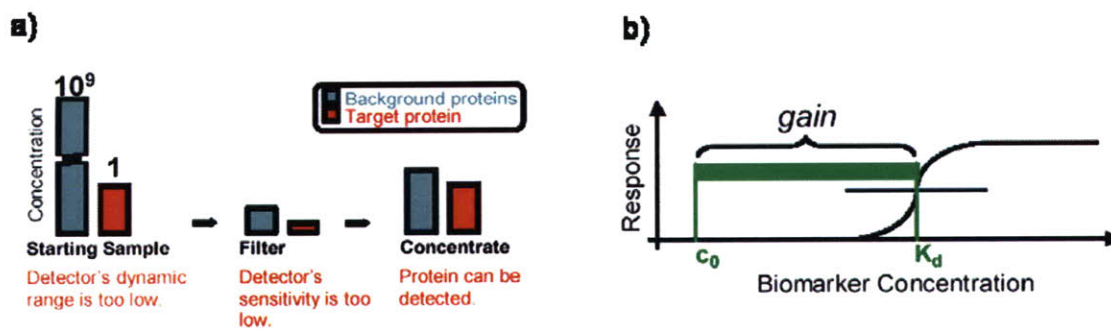 a)
10⁹
1
Concentration
Background proteins
Target protein
Starting Sample
Filter
Concentrate
Detector's dynamic
range is too low.
Detector's
sensitivity is too
low.
Protein can be
detected.
b)
gain
Response
c₀
K_d
Biomarker Concentration